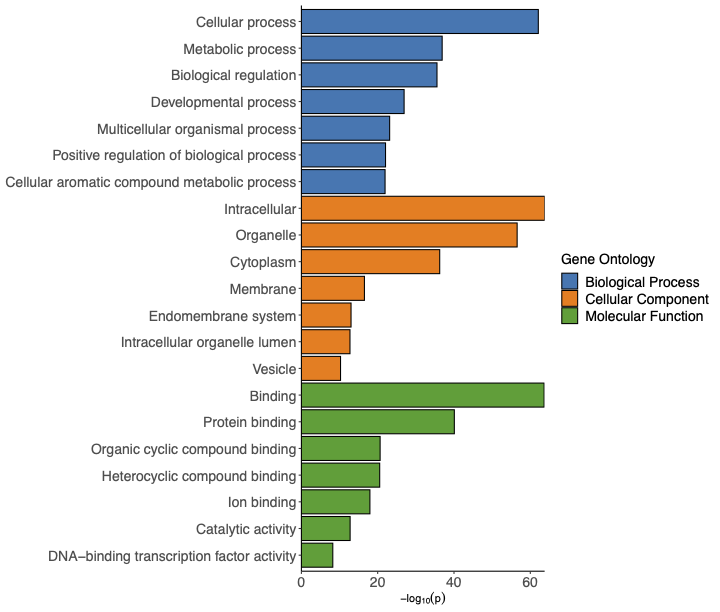 Cellular process
Metabolic process
Biological regulation
Developmental process
Multicellular organismal process
Positive regulation of biological process
Cellular aromatic compound metabolic process
Intracellular
Organelle
Cytoplasm
Membrane
Endomembrane system
Intracellular organelle lumen
Vesicle
Binding
Protein binding
Organic cyclic compound binding
Heterocyclic compound binding
Ion binding
Catalytic activity
DNA–binding transcription factor activity
0 20 40 60
−log₁₀(p)
Gene Ontology
Biological Process
Cellular Component
Molecular Function